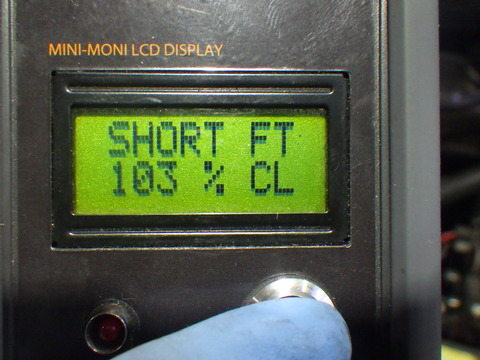 MINI-MONI LCD DISPLAY
SHORT FT
103 % CL